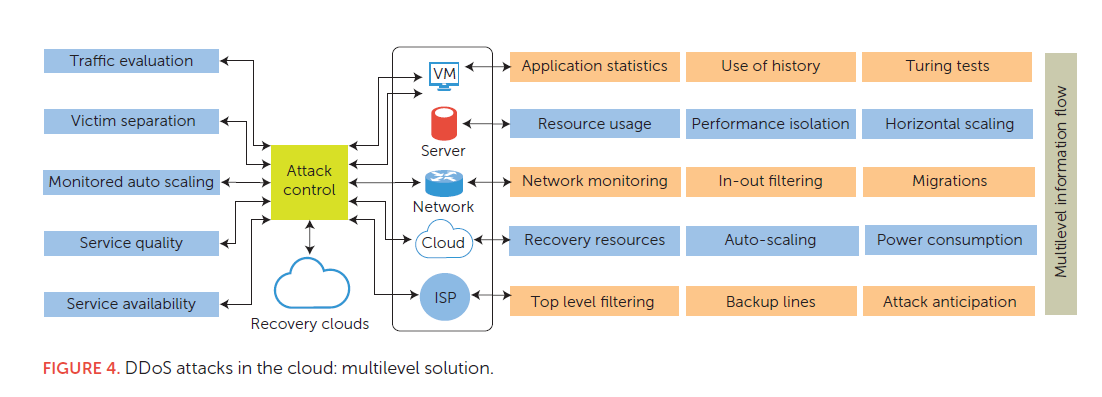 Traffic evaluation
Victim separation
Monitored auto scaling
Service quality
Service availability
Attack
control
Recovery clouds
VM
Server
Network
Cloud
ISP
Application statistics
Use of history
Turing tests
Resource usage
Performance isolation
Horizontal scaling
Network monitoring
In-out filtering
Migrations
Recovery resources
Auto-scaling
Power consumption
Top level filtering
Backup lines
Attack anticipation
Multilevel information flow
FIGURE 4. DDoS attacks in the cloud: multilevel solution.